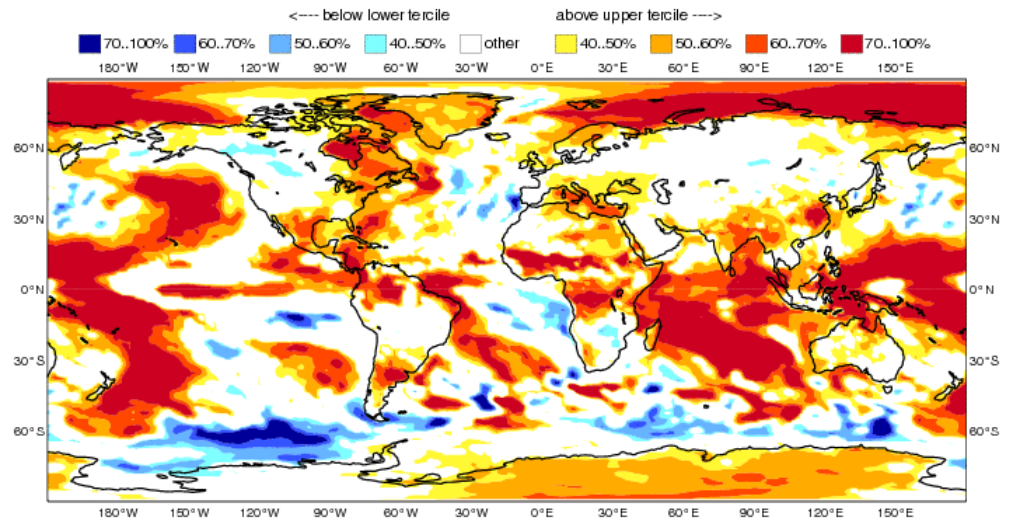 <---- below lower tercile above upper tercile ---->
70..100% 60..70% 50..60% 40..50% other 40..50% 50..60% 60..70% 70..100%
180°W 150°W 120°W 90°W 60°W 30°W 0°E 30°E 60°E 90°E 120°E 150°E
60°N 60°N
30°N 30°N
0°N 0°N
30°S 30°S
60°S 60°S
180°W 150°W 120°W 90°W 60°W 30°W 0°E 30°E 60°E 90°E 120°E 150°E